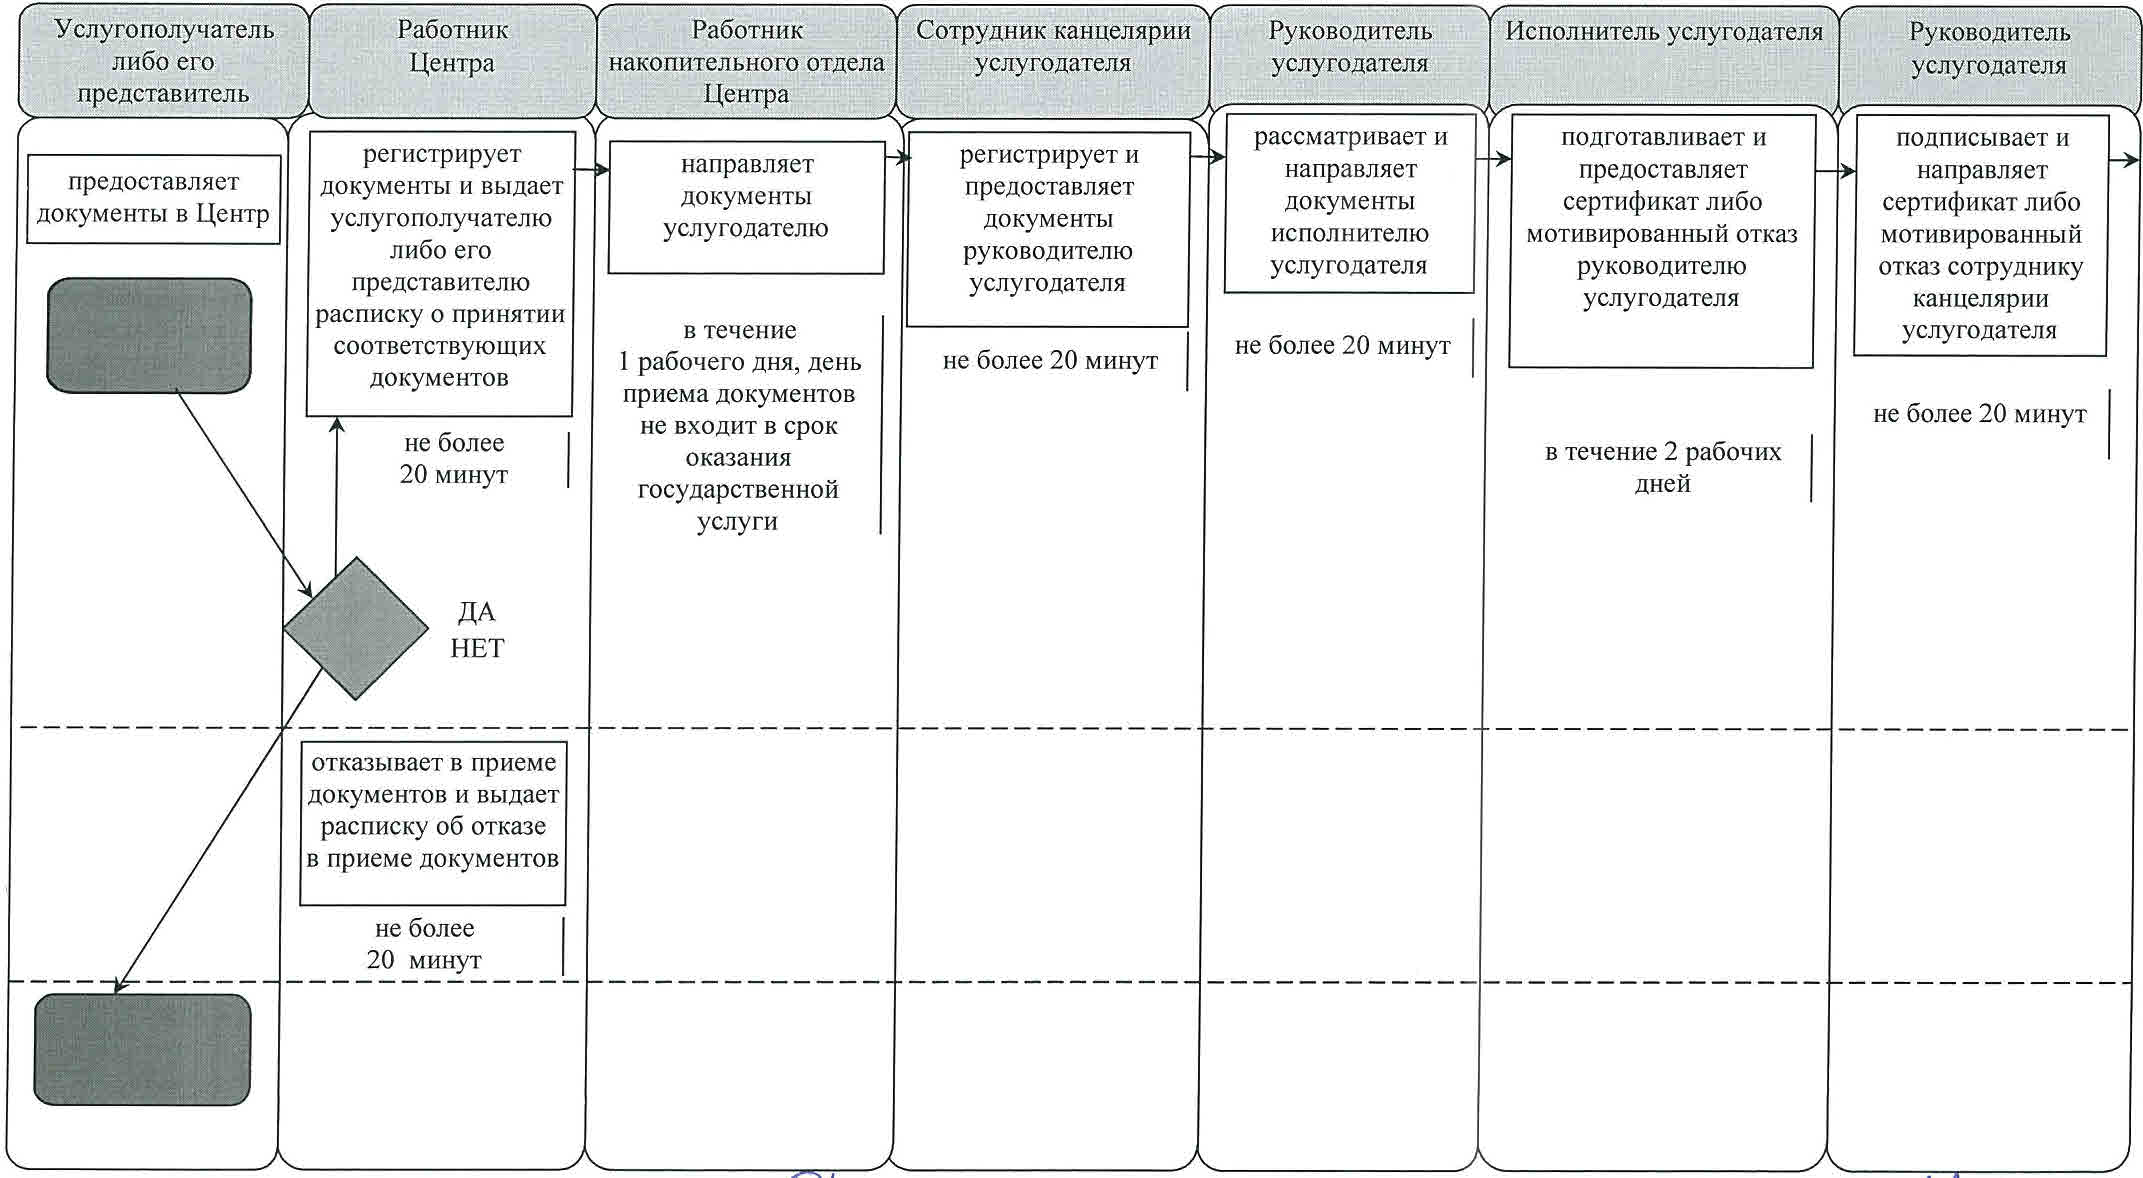 Услугополучатель
либо его
представитель
Работник
Центра
Работник
накопительного отдела
Центра
Сотрудник канцелярии
услугодателя
Руководитель
услугодателя
Исполнитель услугодателя
Руководитель
услугодателя
предоставляет
документы в Центр
регистрирует
документы и выдает
услугополучателю
либо его
представителю
расписку о принятии
соответствующих
документов
не более
20 минут
ДА
НЕТ
отказывает в приеме
документов и выдает
расписку об отказе
в приеме документов
не более
20 минут
направляет
документы
услугодателю
в течение
1 рабочего дня, день
приема документов
не входит в срок
оказания
государственной
услуги
регистрирует и
предоставляет
документы
руководителю
услугодателя
не более 20 минут
рассматривает и
направляет
документы
исполнителю
услугодателя
не более 20 минут
подготавливает и
предоставляет
сертификат либо
мотивированный отказ
руководителю
услугодателя
в течение 2 рабочих
дней
подписывает и
направляет
сертификат либо
мотивированный
отказ сотруднику
канцелярии
услугодателя
не более 20 минут